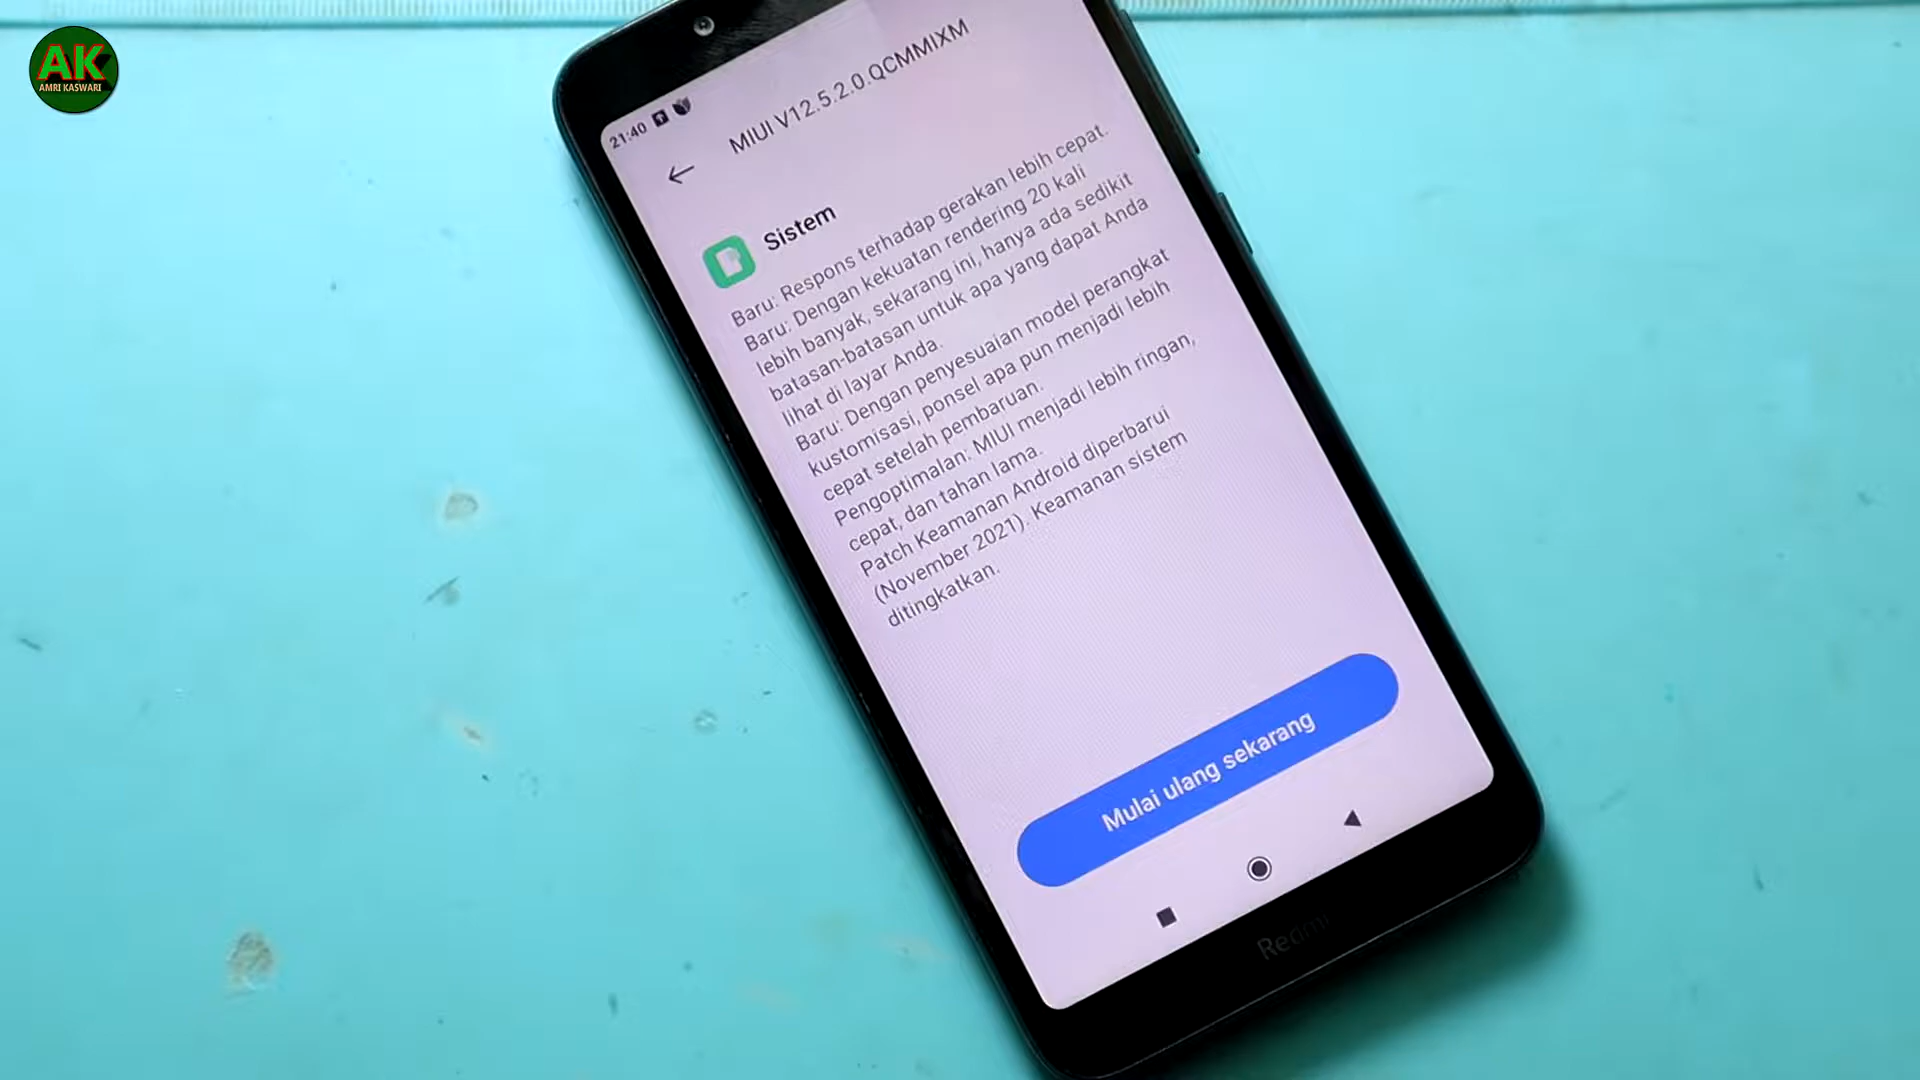 AK
AMRI KASWARI
21:40
MIUI V12.5.2.0.QCMMIXM
Sistem
Baru: Respons terhadap gerakan lebih cepat.
Baru: Dengan kekuatan rendering 20 kali
lebih banyak, sekarang ini, hanya ada sedikit
batasan-batasan untuk apa yang dapat Anda
lihat di layar Anda.
Baru: Dengan penyesuaian model perangkat
kustomisasi, ponsel apa pun menjadi lebih
cepat setelah pembaruan.
Pengoptimalan: MIUI menjadi lebih ringan,
cepat, dan tahan lama.
Patch Keamanan Android diperbarui
(November 2021). Keamanan sistem
ditingkatkan.
Mulai ulang sekarang
Redmi